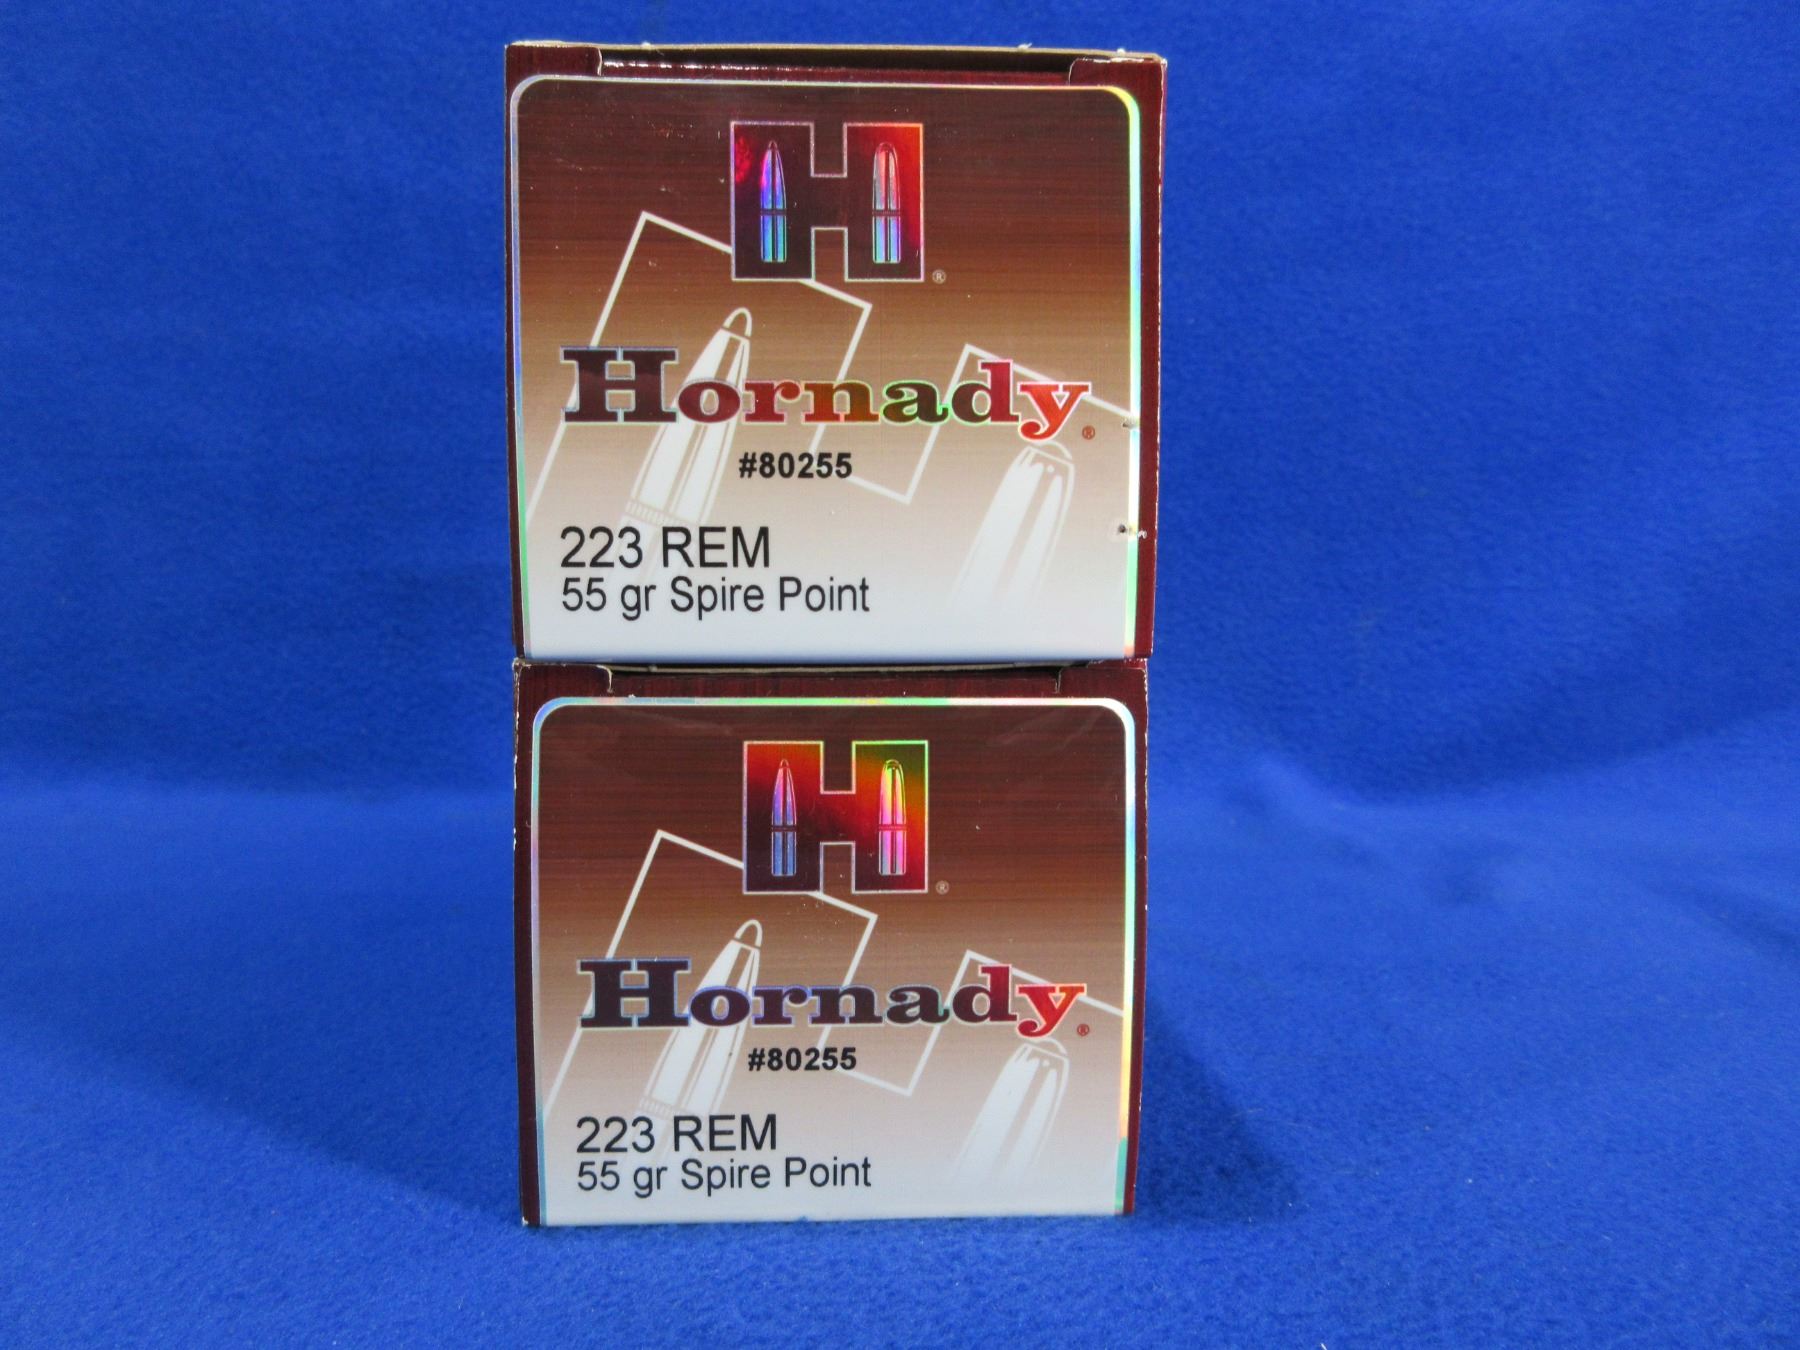 H®
Hornady®
#80255
223 REM
55 gr Spire Point
H®
Hornady®
#80255
223 REM
55 gr Spire Point